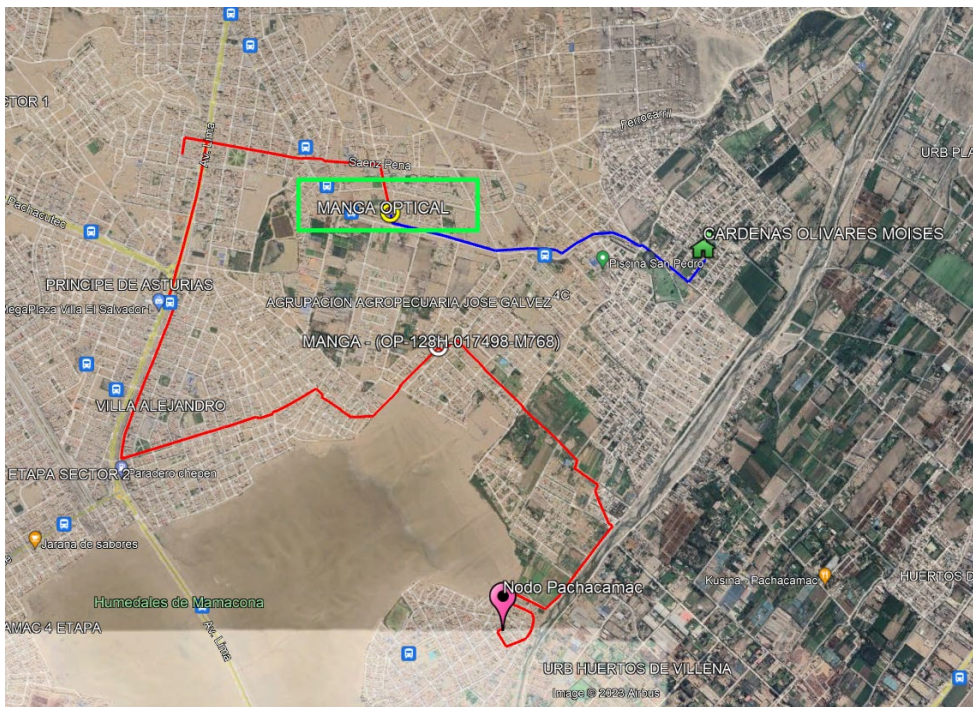 CTOR 1
Av. Lima
Ferrocarril
Saenz Pena
URB PLA
MANGA OPTICAL
Pachacutec
CARDENAS OLIVARES MOISES
Piscina San Pedro
PRINCIPE DE ASTURIAS
AGRUPACION AGROPECUARIA JOSE GALVEZ 4C
MegaPlaza Villa El Salvador I
MANGA - (OP-128H-017498-M768)
VILLA ALEJANDRO
ETAPA SECTOR 2
Paradero chepen
Jarana de sabores
Nodo Pachacamac
Kusina - Pachacamac
HUERTOS D
Humedales de Mamacona
AMAC 4 ETAPA
Av. Lima
URB HUERTOS DE VILLENA
Image © 2023 Airbus